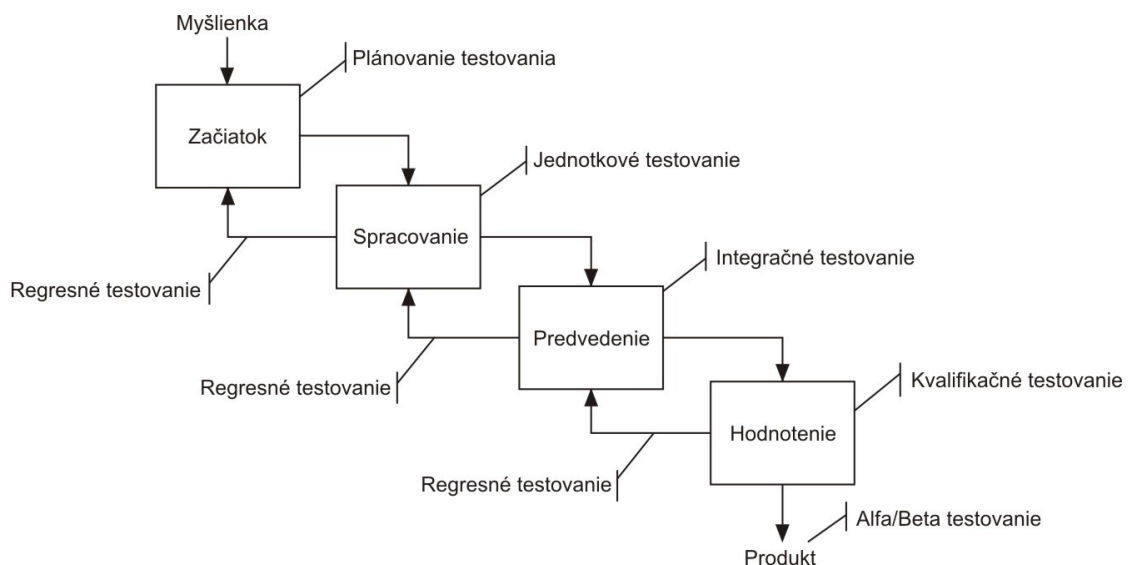 Myšlienka
Plánovanie testovania
Začiatok
Jednotkové testovanie
Spracovanie
Integračné testovanie
Regresné testovanie
Predvedenie
Regresné testovanie
Kvalifikačné testovanie
Hodnotenie
Regresné testovanie
Alfa/Beta testovanie
Produkt